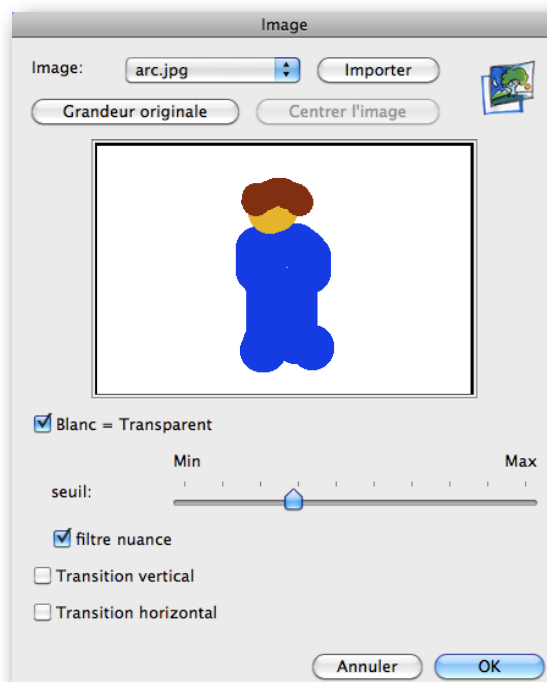 Image
Image: arc.jpg Importer
Grandeur originale Centrer l'image
Blanc = Transparent
Min Max
seuil:
filtre nuance
Transition vertical
Transition horizontal
Annuler OK